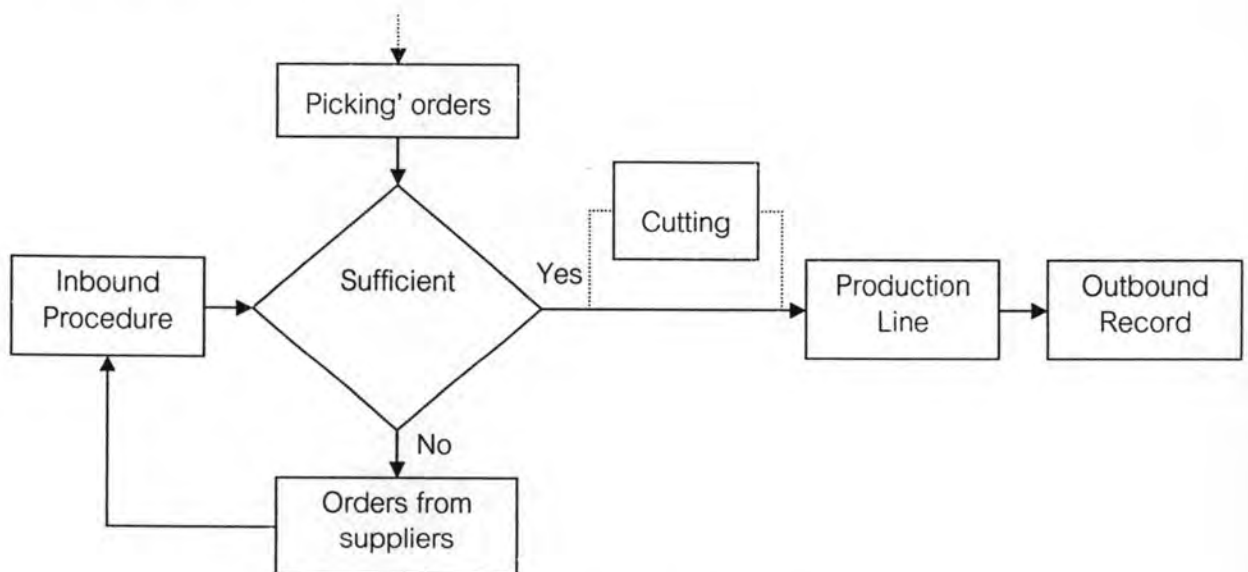 Picking' orders
Cutting
Yes
Sufficient
Inbound
Procedure
Production
Line
Outbound
Record
No
Orders from
suppliers